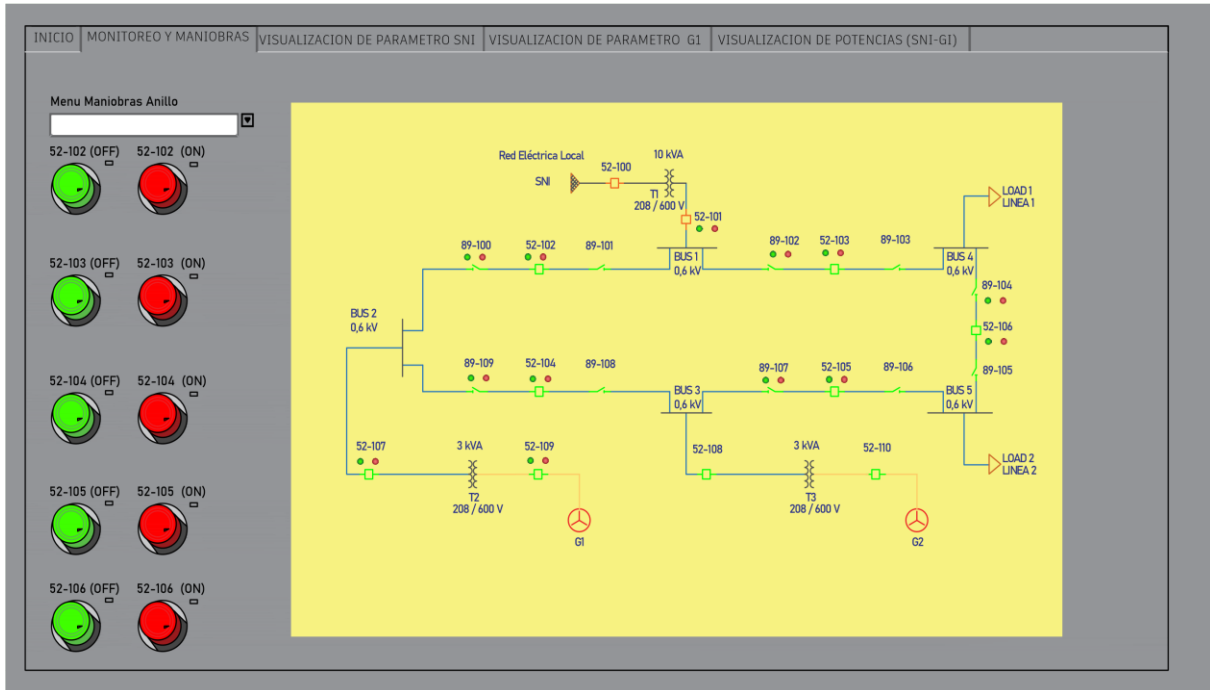 INICIO
MONITOREO Y MANIOBRAS
VISUALIZACION DE PARAMETRO SNI
VISUALIZACION DE PARAMETRO G1
VISUALIZACION DE POTENCIAS (SNI-GI)
Menu Maniobras Anillo
52-102 (OFF)
52-102 (ON)
52-103 (OFF)
52-103 (ON)
52-104 (OFF)
52-104 (ON)
52-105 (OFF)
52-105 (ON)
52-106 (OFF)
52-106 (ON)
Red Eléctrica Local
SNI
52-100
10 kVA
T1
208 / 600 V
52-101
LOAD 1
LINEA 1
89-100
52-102
89-101
BUS 1
0,6 kV
89-102
52-103
89-103
BUS 4
0,6 kV
89-104
52-106
89-105
BUS 2
0,6 kV
89-109
52-104
89-108
BUS 3
0,6 kV
89-107
52-105
89-106
BUS 5
0,6 kV
52-107
3 kVA
T2
208 / 600 V
52-109
G1
52-108
3 kVA
T3
208 / 600 V
52-110
G2
LOAD 2
LINEA 2